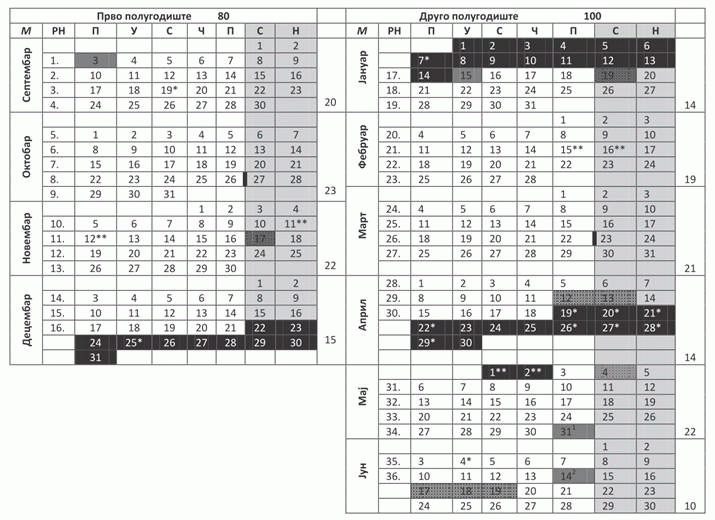 Прво полугодиште 80
М РН П У С Ч П С Н
Септембар
1 2
1. 3 4 5 6 7 8 9
2. 10 11 12 13 14 15 16
3. 17 18 19* 20 21 22 23
4. 24 25 26 27 28 30
20
Октобар
5. 1 2 3 4 5 6 7
6. 8 9 10 11 12 13 14
7. 15 16 17 18 19 20 21
8. 22 23 24 25 26 27 28
9. 29 30 31
23
Новембар
1 2 3 4
10. 5 6 7 8 9 10 11**
11. 12** 13 14 15 16 17 18
12. 19 20 21 22 23 24 25
13. 26 27 28 29 30
22
Децембар
1 2
14. 3 4 5 6 7 8 9
15. 10 11 12 13 14 15 16
16. 17 18 19 20 21 22 23
24 25* 26 27 28 29 30
31
15
Друго полугодиште 100
М РН П У С Ч П С Н
Јануар
1 2 3 4 5 6
7* 8 9 10 11 12 13
17. 14 15 16 17 18 19 20
18. 21 22 23 24 25 26 27
19. 28 29 30 31
14
Фебруар
1 2 3
20. 4 5 6 7 8 9 10
21. 11 12 13 14 15** 16** 17
22. 18 19 20 21 22 23 24
23. 25 26 27 28
19
Март
1 2 3
24. 4 5 6 7 8 9 10
25. 11 12 13 14 15 16 17
26. 18 19 20 21 22 23 24
27. 25 26 27 28 29 30 31
21
Април
28. 1 2 3 4 5 6 7
29. 8 9 10 11 12 13 14
30. 15 16 17 18 19* 20* 21*
22* 23 24 25 26* 27* 28*
29* 30
14
Мај
1** 2** 3 4 5
31. 6 7 8 9 10 11 12
32. 13 14 15 16 17 18 19
33. 20 21 22 23 24 25 26
34. 27 28 29 30 31¹
22
Јун
1 2
35. 3 4* 5 6 7 8 9
36. 10 11 12 13 14² 15 16
17 18 19 20 21 22 23
24 25 26 27 28 29 30
10